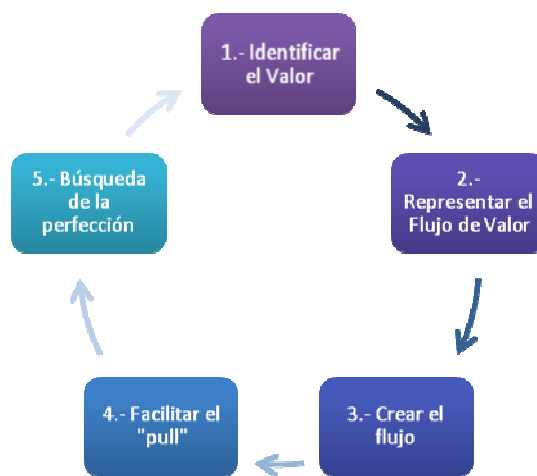 1.- Identificar
el Valor
2.-
Representar el
Flujo de Valor
3.- Crear el
flujo
4.- Facilitar el
"pull"
5.- Búsqueda
de la
perfección